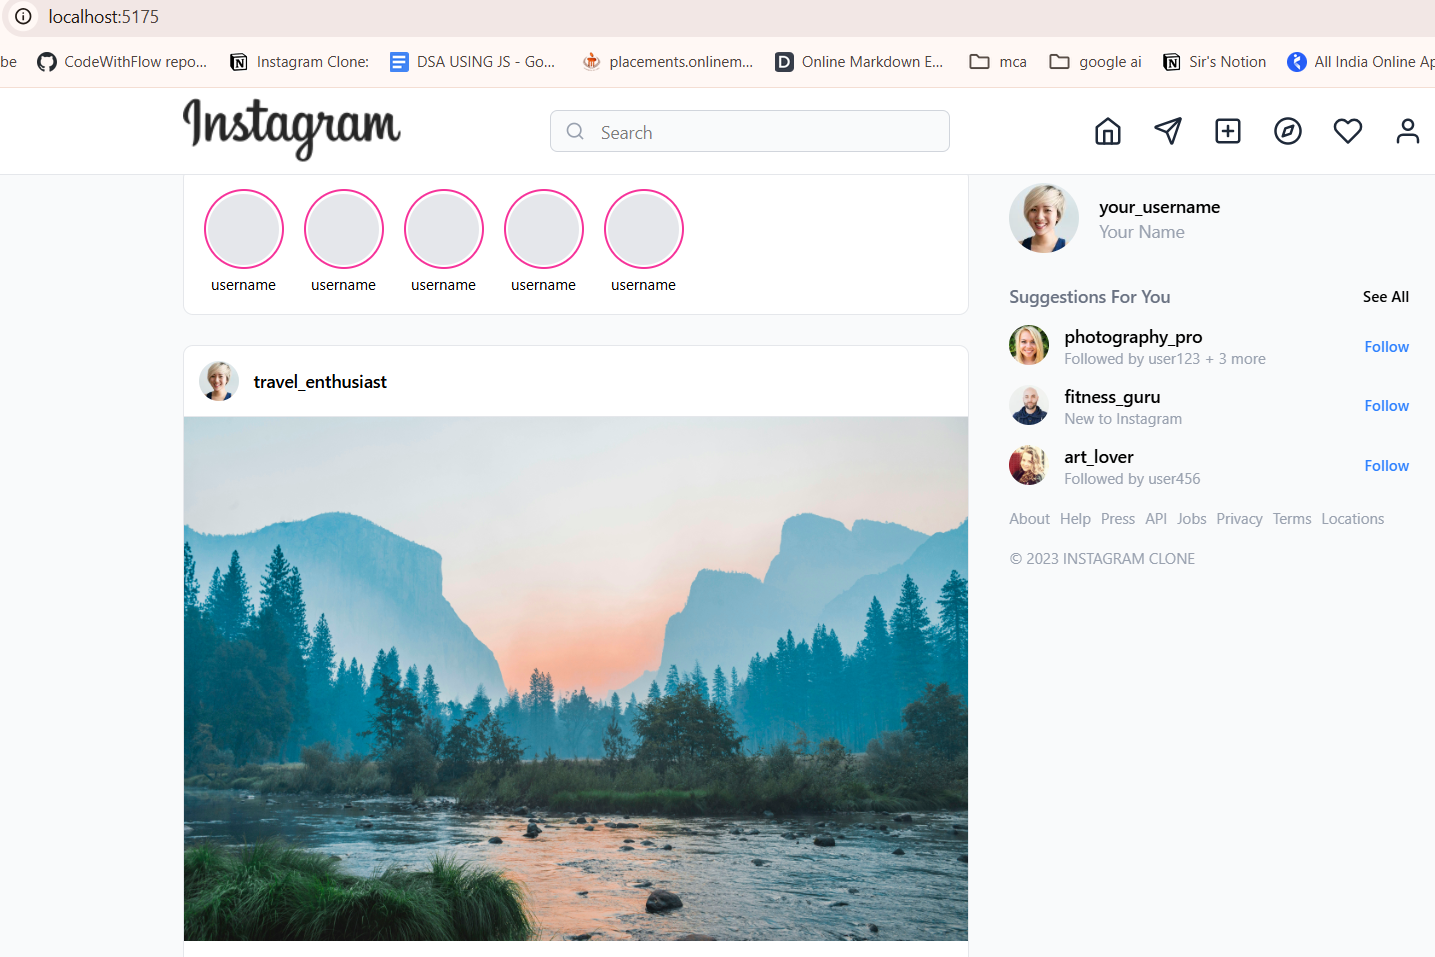 localhost:5175
be CodeWithFlow repo... Instagram Clone: DSA USING JS - Go... placements.onlinem... Online Markdown E... mca google ai Sir's Notion All India Online Ap
Instagram Search
username username username username username
your_username
Your Name
Suggestions For You See All
photography_pro
Followed by user123 + 3 more
Follow
fitness_guru
New to Instagram
Follow
art_lover
Followed by user456
Follow
About Help Press API Jobs Privacy Terms Locations
© 2023 INSTAGRAM CLONE
travel_enthusiast